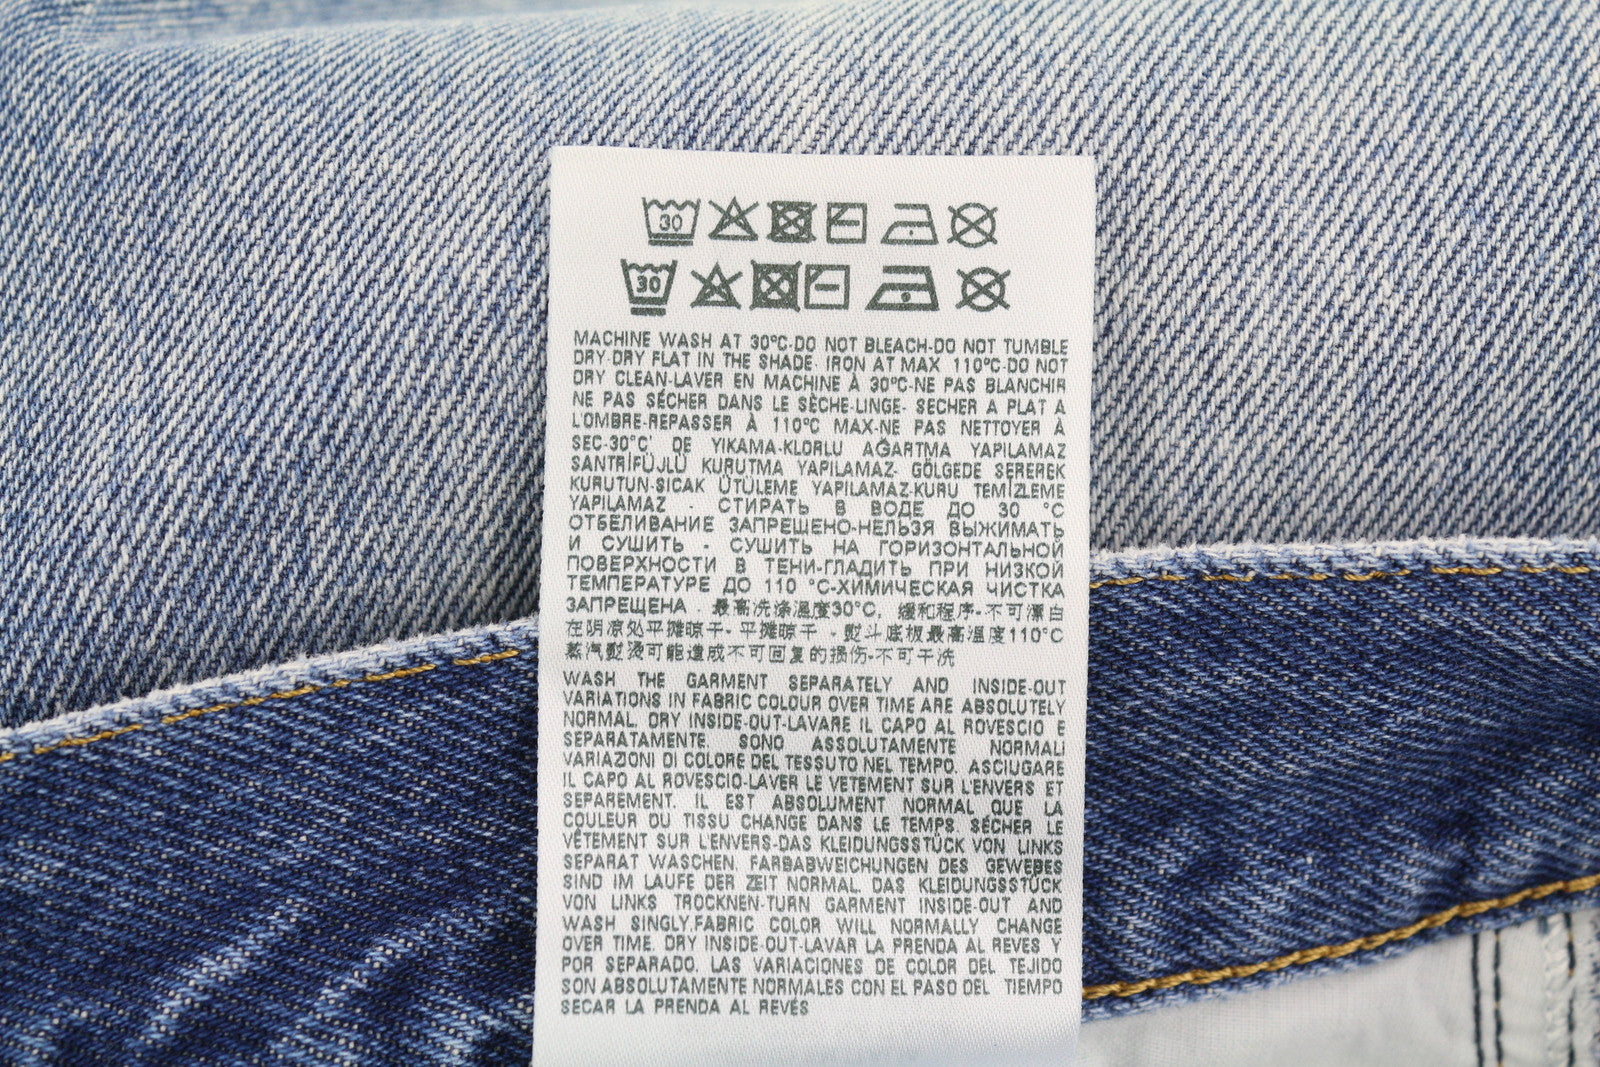 30
30
MACHINE WASH AT 30°C-DO NOT BLEACH-DO NOT TUMBLE
DRY-DRY FLAT IN THE SHADE. IRON AT MAX 110°C-DO NOT
DRY CLEAN-LAVER EN MACHINE À 30°C-NE PAS BLANCHIR
NE PAS SÉCHER DANS LE SÈCHE-LINGE- SECHER A PLAT A
L'OMBRE-REPASSER À 110°C MAX-NE PAS NETTOYER À
SEC-30°C' DE YIKAMA-KLORLU AĞARTMA YAPILAMAZ
SANTRİFÜJLÜ KURUTMA YAPILAMAZ- GÖLGEDE SEREREK
KURUTUN-SICAK ÜTÜLEME YAPILAMAZ-KURU TEMİZLEME
YAPILAMAZ - СТИРАТЬ В ВОДЕ ДО 30 °C
ОТБЕЛИВАНИЕ ЗАПРЕЩЕНО-НЕЛЬЗЯ ВЫЖИМАТЬ
И СУШИТЬ - СУШИТЬ НА ГОРИЗОНТАЛЬНОЙ
ПОВЕРХНОСТИ В ТЕНИ-ГЛАДИТЬ ПРИ НИЗКОЙ
ТЕМПЕРАТУРЕ ДО 110 °C-ХИМИЧЕСКАЯ ЧИСТКА
ЗАПРЕЩЕНА - 最高洗涤温度30°C, 缓和程序-不可漂白
在阴凉处平摊晾干- 平摊晾干 - 熨斗底板最高温度110°C
蒸汽熨烫可能造成不可回复的损伤-不可干洗
WASH THE GARMENT SEPARATELY AND INSIDE-OUT
VARIATIONS IN FABRIC COLOUR OVER TIME ARE ABSOLUTELY
NORMAL. DRY INSIDE-OUT-LAVARE IL CAPO AL ROVESCIO E
SEPARATAMENTE. SONO ASSOLUTAMENTE NORMALI
VARIAZIONI DI COLORE DEL TESSUTO NEL TEMPO. ASCIUGARE
IL CAPO AL ROVESCIO-LAVER LE VETEMENT SUR L'ENVERS ET
SEPAREMENT. IL EST ABSOLUMENT NORMAL QUE LA
COULEUR DU TISSU CHANGE DANS LE TEMPS. SÉCHER LE
VÊTEMENT SUR L'ENVERS-DAS KLEIDUNGSSTÜCK VON LINKS
SEPARAT WASCHEN. FARBABWEICHUNGEN DES GEWEBES
SIND IM LAUFE DER ZEIT NORMAL. DAS KLEIDUNGSSTÜCK
VON LINKS TROCKNEN-TURN GARMENT INSIDE-OUT AND
WASH SINGLY.FABRIC COLOR WILL NORMALLY CHANGE
OVER TIME. DRY INSIDE-OUT-LAVAR LA PRENDA AL REVES Y
POR SEPARADO. LAS VARIACIONES DE COLOR DEL TEJIDO
SON ABSOLUTAMENTE NORMALES CON EL PASO DEL TIEMPO
SECAR LA PRENDA AL REVÉS